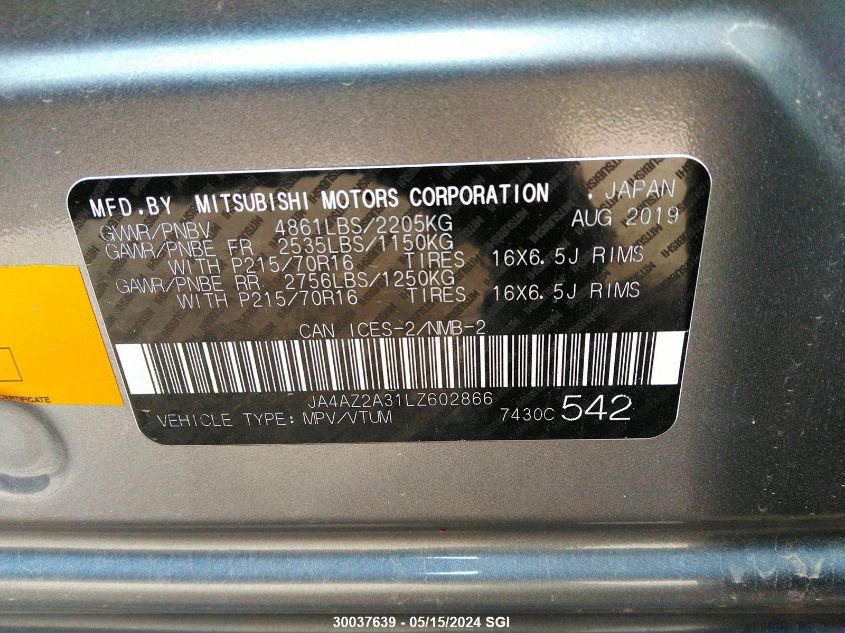 MFD.BY MITSUBISHI MOTORS CORPORATION , JAPAN
GVWR/PNBV 4861LBS/2205KG AUG 2019
GAWR/PNBE FR 2535LBS/1150KG
WITH P215/70R16 TIRES 16X6.5J RIMS
GAWR/PNBE RR 2756LBS/1250KG
WITH P215/70R16 TIRES 16X6.5J RIMS
CAN ICES-2/NMB-2
JA4AZ2A31LZ602866
VEHICLE TYPE: MPV/VTUM 7430C 542
CERTIFICATE
30037639 - 05/15/2024 SGI